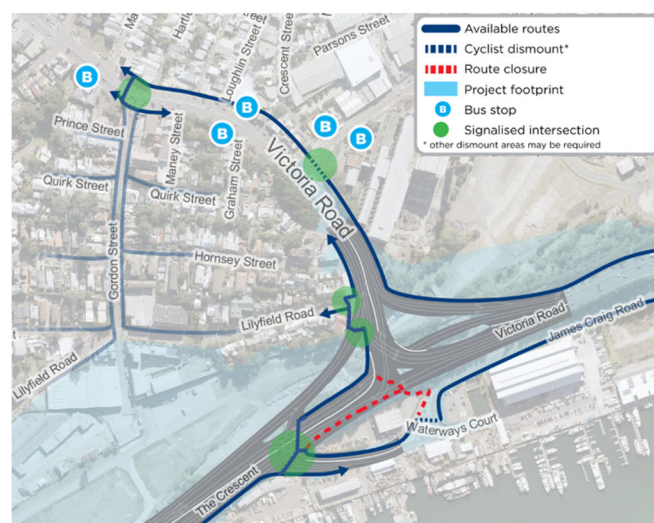 Available routes
Cyclist dismount*
Route closure
Project footprint
B
Bus stop
Signalised intersection
* other dismount areas may be required
Parsons Street
Crescent Street
Loughlin Street
B
B
B
B
B
Prince Street
Maney Street
Quirk Street
Quirk Street
Graham Street
Victoria Road
Gordon Street
Hornsey Street
Lilyfield Road
Lilyfield Road
Victoria Road
James Craig Road
Waterways Court
The Crescent